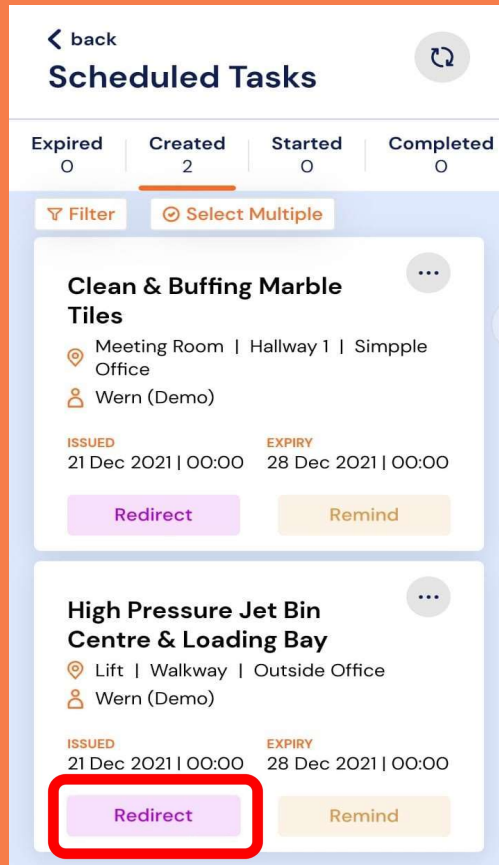 back
Scheduled Tasks
Expired Created Started Completed
0 2 0 0
Filter Select Multiple
Clean & Buffing Marble
Tiles
Meeting Room | Hallway 1 | Simpple
Office
Wern (Demo)
ISSUED EXPIRY
21 Dec 2021 | 00:00 28 Dec 2021 | 00:00
Redirect Remind
High Pressure Jet Bin
Centre & Loading Bay
Lift | Walkway | Outside Office
Wern (Demo)
ISSUED EXPIRY
21 Dec 2021 | 00:00 28 Dec 2021 | 00:00
Redirect Remind